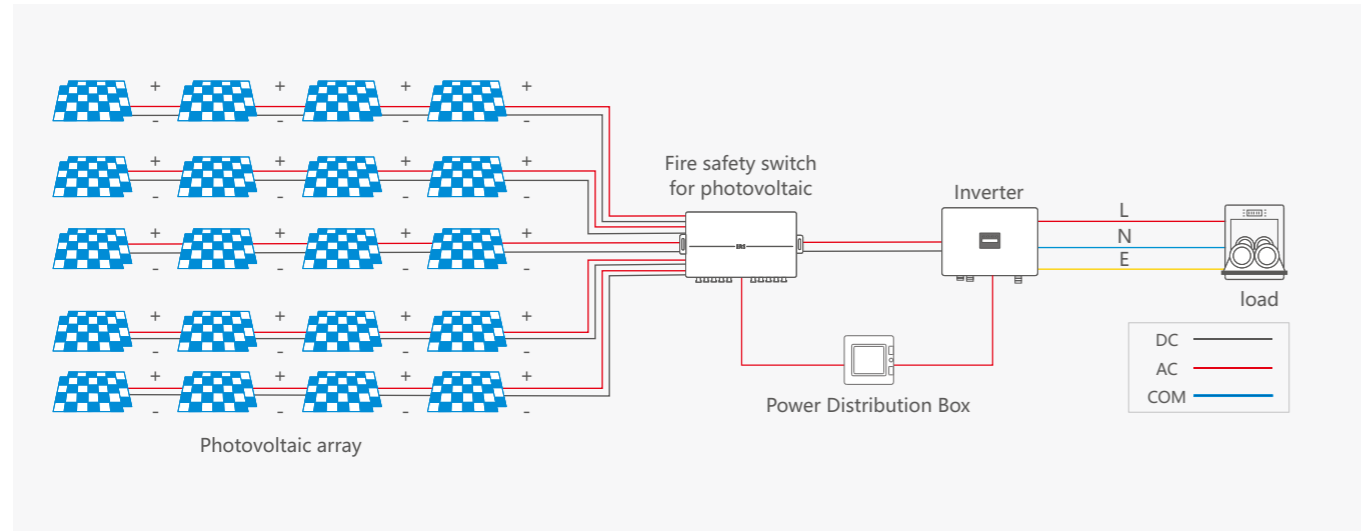 + + + +
- - - -
+ + + +
- - - -
+ + + +
- - - -
+ + + +
- - - -
+ + + +
- - - -
Photovoltaic array
Fire safety switch
for photovoltaic
Inverter
L
N
E
load
Power Distribution Box
DC
AC
COM